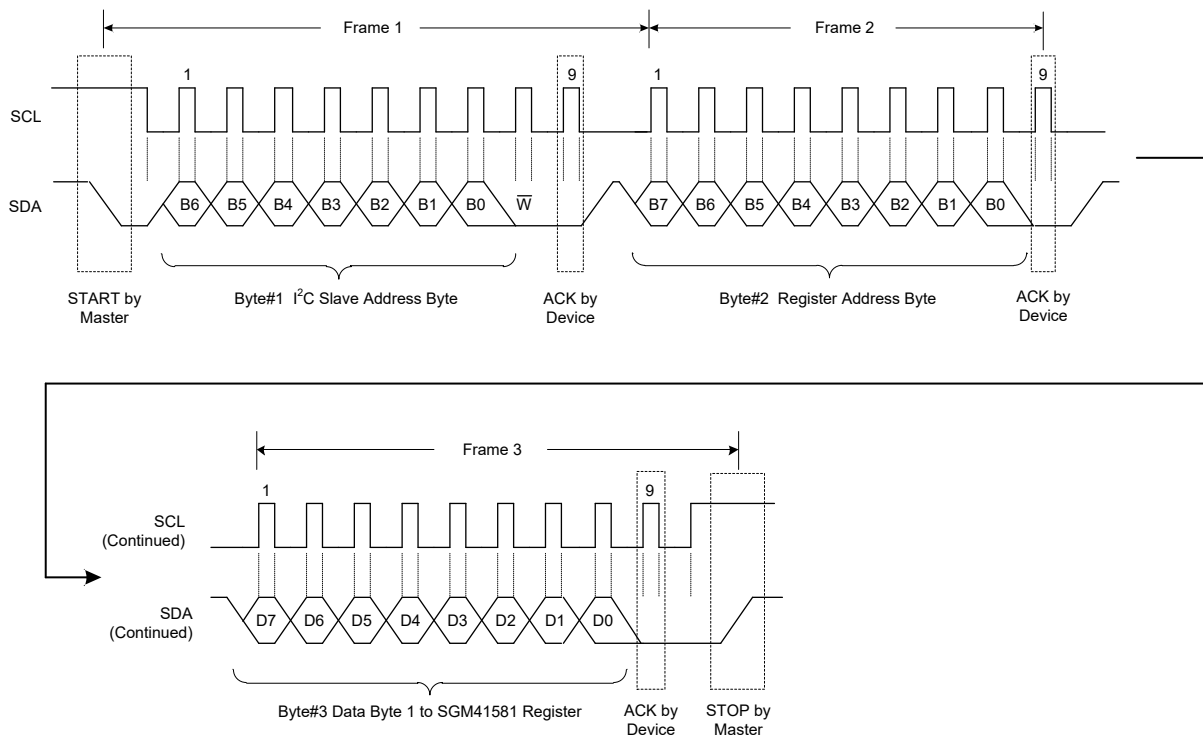 Frame 1
Frame 2
1
9
1
9
SCL
SDA
B6 B5 B4 B3 B2 B1 B0 W̅
B7 B6 B5 B4 B3 B2 B1 B0
START by
Master
Byte#1 I²C Slave Address Byte
ACK by
Device
Byte#2 Register Address Byte
ACK by
Device
Frame 3
1
9
SCL
(Continued)
SDA
(Continued)
D7 D6 D5 D4 D3 D2 D1 D0
Byte#3 Data Byte 1 to SGM41581 Register
ACK by
Device
STOP by
Master